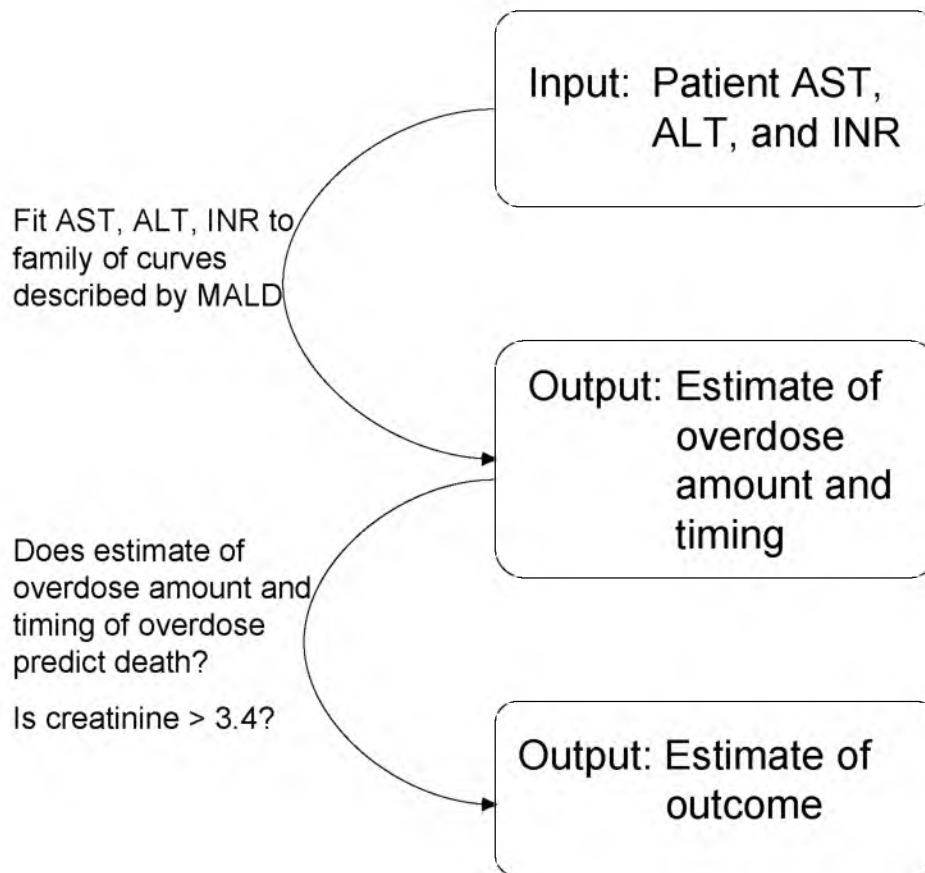 Input: Patient AST,
ALT, and INR
Fit AST, ALT, INR to
family of curves
described by MALD
Output: Estimate of
overdose
amount and
timing
Does estimate of
overdose amount and
timing of overdose
predict death?
Is creatinine > 3.4?
Output: Estimate of
outcome